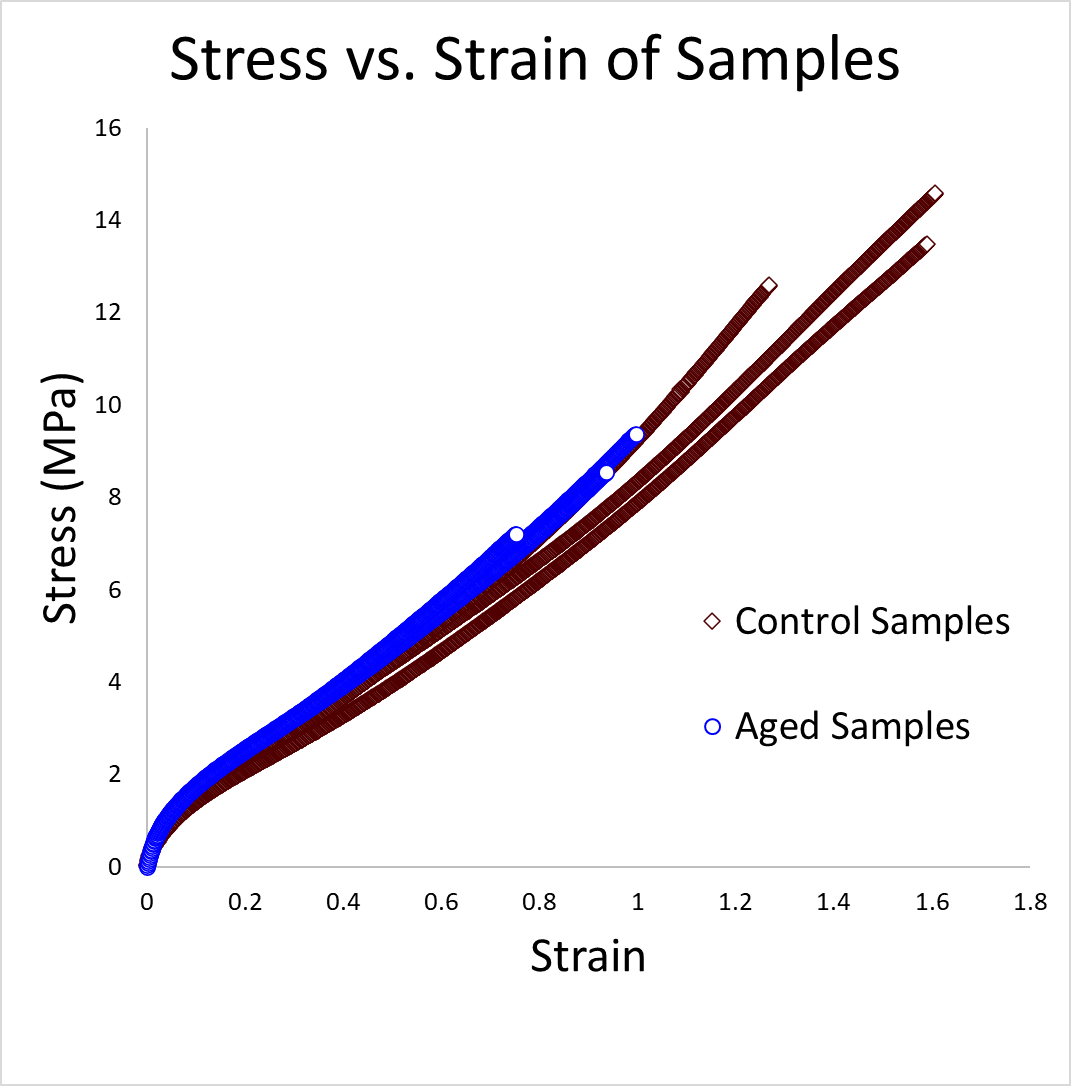 Stress vs. Strain of Samples
16
14
12
10
8
6
4
2
0
Stress (MPa)
Control Samples
Aged Samples
0 0.2 0.4 0.6 0.8 1 1.2 1.4 1.6 1.8
Strain